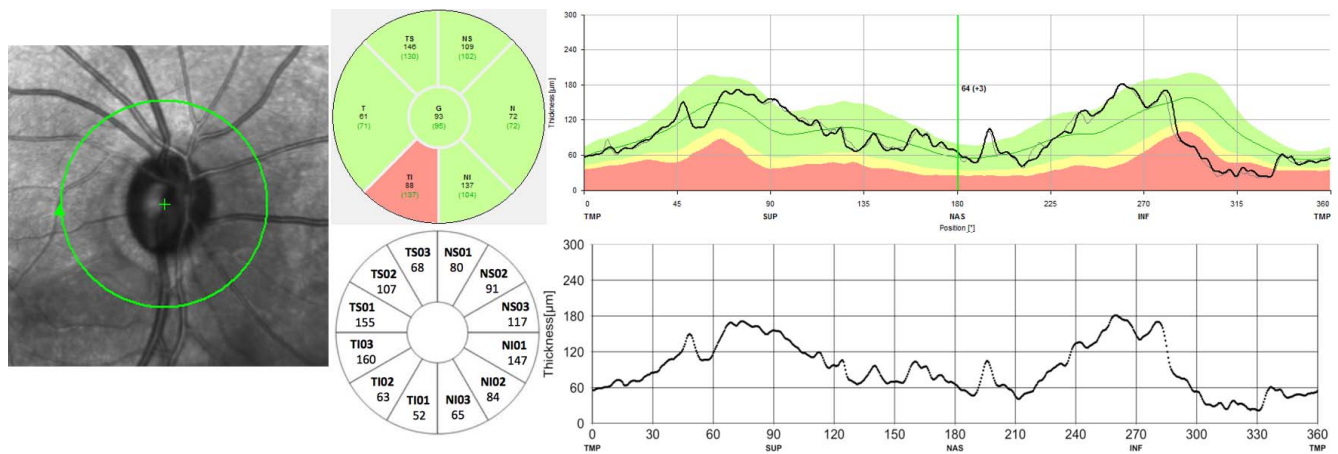 TS
146
(130)
NS
109
(102)
T
61
(71)
G
93
(96)
N
72
(72)
TI
88
(137)
NI
137
(104)
Thickness [µm]
300
240
180
120
60
0
64 (+3)
0 45 90 135 180 225 270 315 360
TMP SUP NAS INF TMP
Position [°]
TS03
68
NS01
80
TS02
107
NS02
91
TS01
155
NS03
117
TI03
160
NI01
147
TI02
63
NI02
84
TI01
52
NI03
65
Thickness[µm]
300
240
180
120
60
0
0 30 60 90 120 150 180 210 240 270 300 330 360
TMP SUP NAS INF TMP